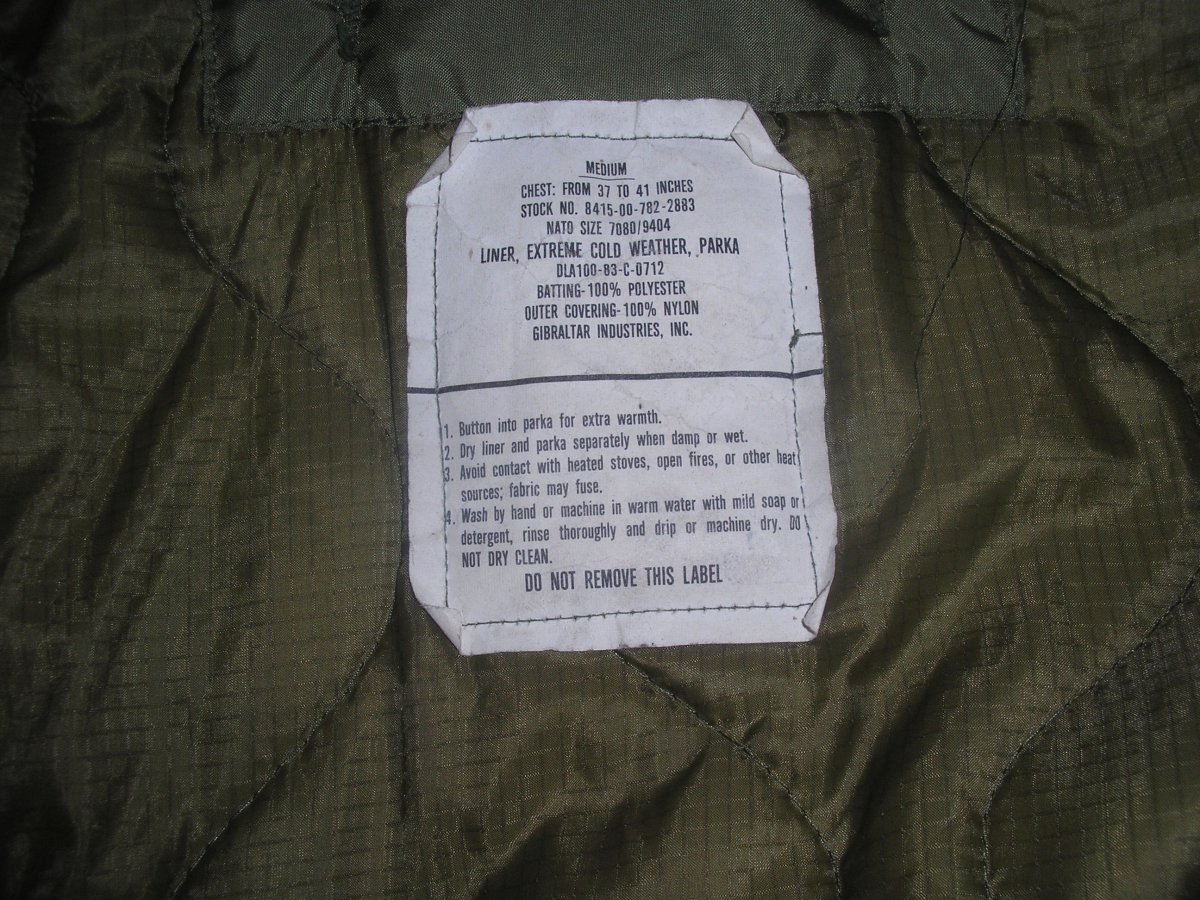 MEDIUM
CHEST: FROM 37 TO 41 INCHES
STOCK NO. 8415-00-782-2883
NATO SIZE 7080/9404
LINER, EXTREME COLD WEATHER, PARKA
DLA100-83-C-0712
BATTING-100% POLYESTER
OUTER COVERING-100% NYLON
GIBRALTAR INDUSTRIES, INC.
1. Button into parka for extra warmth.
2. Dry liner and parka separately when damp or wet.
3. Avoid contact with heated stoves, open fires, or other heat
sources; fabric may fuse.
4. Wash by hand or machine in warm water with mild soap or
detergent, rinse thoroughly and drip or machine dry. DO
NOT DRY CLEAN.
DO NOT REMOVE THIS LABEL